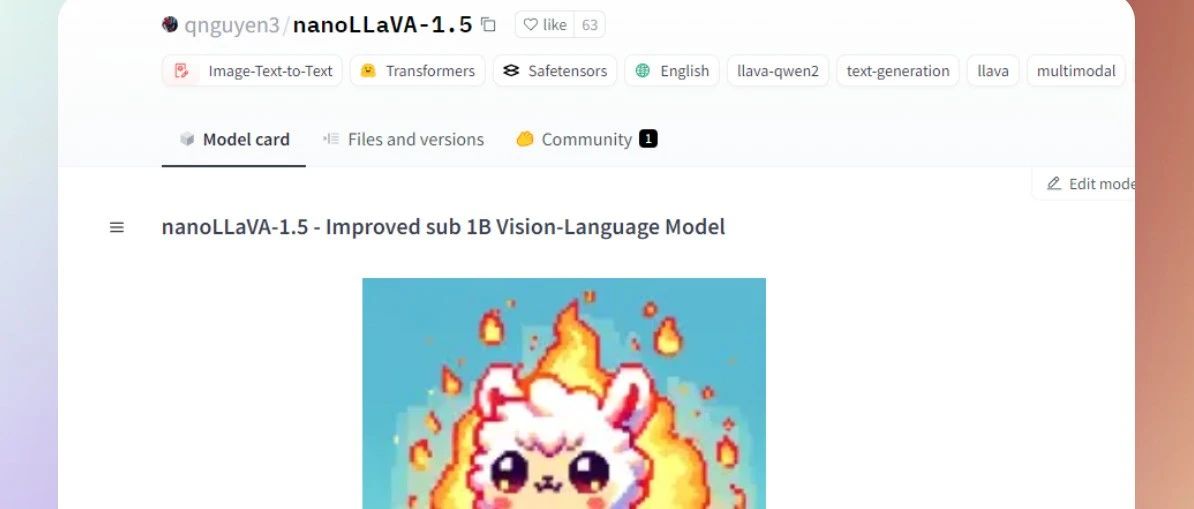 qnguyen3/nanoLLaVA-1.5 like 63
Image-Text-to-Text Transformers Safetensors English llava-qwen2 text-generation llava multimodal
Model card Files and versions Community 1
Edit mode
nanoLLaVA-1.5 - Improved sub 1B Vision-Language Model